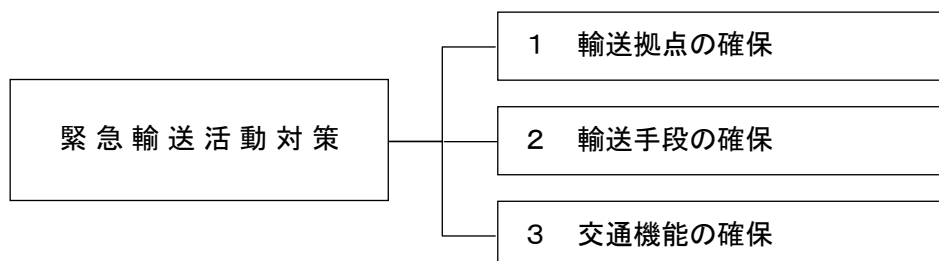 緊急輸送活動対策
１　輸送拠点の確保
２　輸送手段の確保
３　交通機能の確保